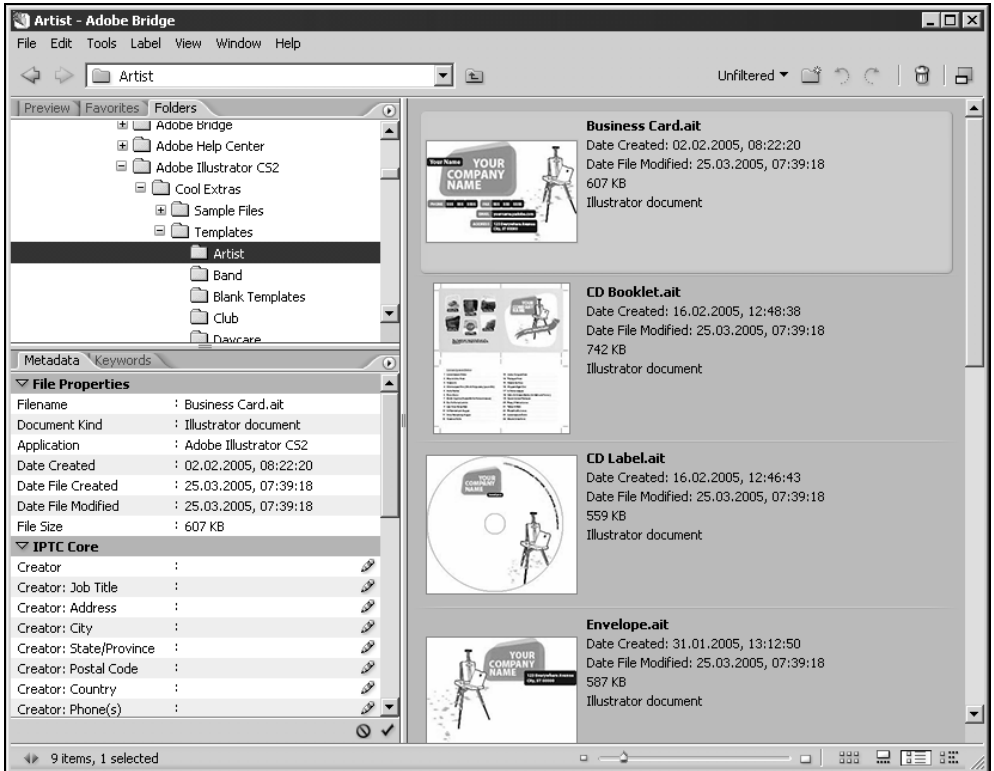 Artist - Adobe Bridge
File Edit Tools Label View Window Help
Artist
Unfiltered
Preview Favorites Folders
Adobe Bridge
Adobe Help Center
Adobe Illustrator CS2
Cool Extras
Sample Files
Templates
Artist
Band
Blank Templates
Club
Daycare
Metadata Keywords
File Properties
Filename : Business Card.ait
Document Kind : Illustrator document
Application : Adobe Illustrator CS2
Date Created : 02.02.2005, 08:22:20
Date File Created : 25.03.2005, 07:39:18
Date File Modified : 25.03.2005, 07:39:18
File Size : 607 KB
IPTC Core
Creator :
Creator: Job Title :
Creator: Address :
Creator: City :
Creator: State/Province :
Creator: Postal Code :
Creator: Country :
Creator: Phone(s) :
Your Name
YOUR
COMPANY
NAME
Business Card.ait
Date Created: 02.02.2005, 08:22:20
Date File Modified: 25.03.2005, 07:39:18
607 KB
Illustrator document
CD Booklet.ait
Date Created: 16.02.2005, 12:48:38
Date File Modified: 25.03.2005, 07:39:18
742 KB
Illustrator document
YOUR
COMPANY
NAME
CD Label.ait
Date Created: 16.02.2005, 12:46:43
Date File Modified: 25.03.2005, 07:39:18
559 KB
Illustrator document
YOUR
COMPANY
NAME
Envelope.ait
Date Created: 31.01.2005, 13:12:50
Date File Modified: 25.03.2005, 07:39:18
587 KB
Illustrator document
9 items, 1 selected